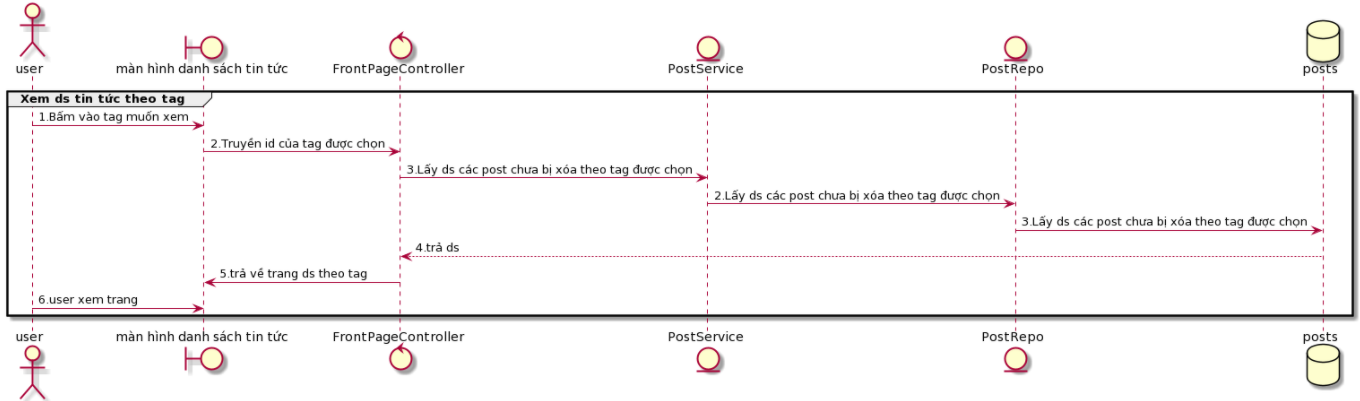 user
màn hình danh sách tin tức
FrontPageController
PostService
PostRepo
posts
Xem ds tin tức theo tag
1.Bấm vào tag muốn xem
2.Truyền id của tag được chọn
3.Lấy ds các post chưa bị xóa theo tag được chọn
2.Lấy ds các post chưa bị xóa theo tag được chọn
3.Lấy ds các post chưa bị xóa theo tag được chọn
4.trả ds
5.trả về trang ds theo tag
6.user xem trang
user
màn hình danh sách tin tức
FrontPageController
PostService
PostRepo
posts